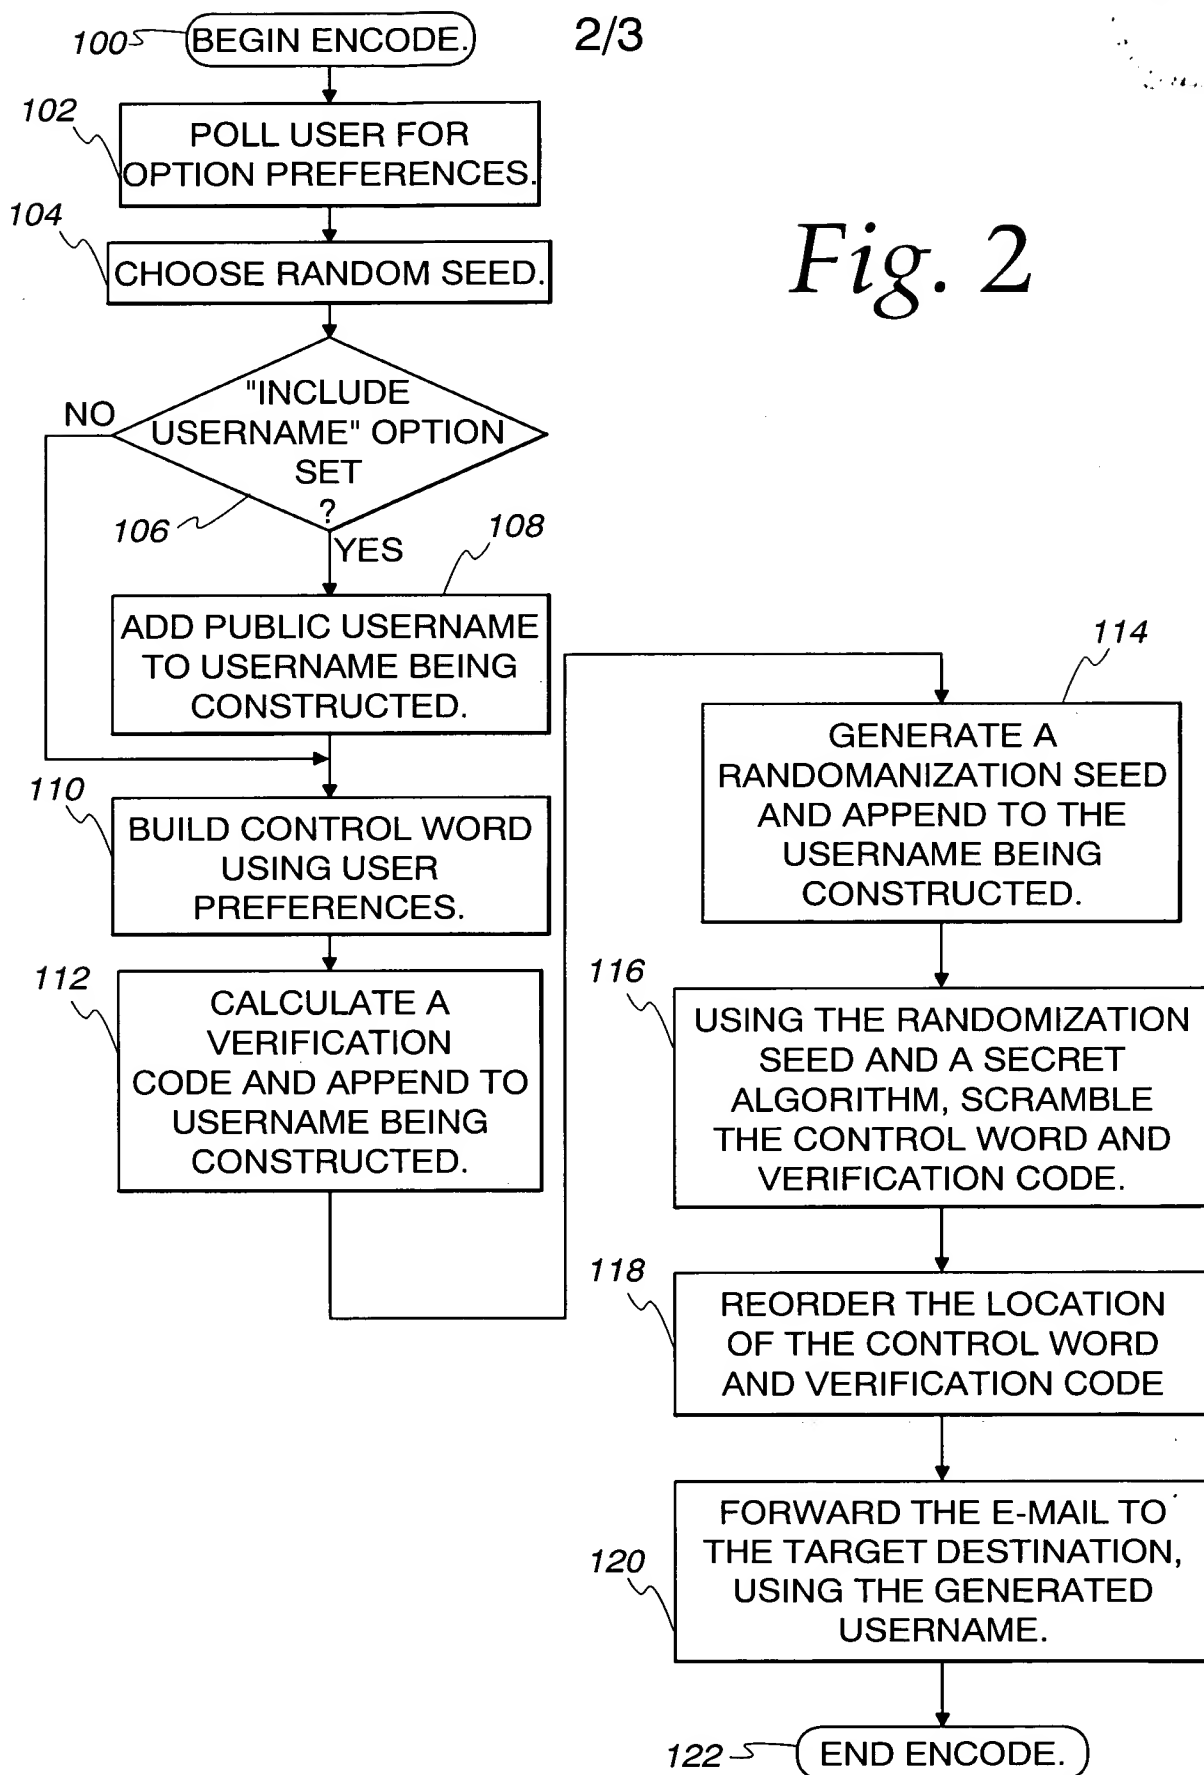 2/3
Fig. 2
100
BEGIN ENCODE.
102
POLL USER FOR
OPTION PREFERENCES.
104
CHOOSE RANDOM SEED.
"INCLUDE
USERNAME" OPTION
SET
?
NO
106
YES
108
ADD PUBLIC USERNAME
TO USERNAME BEING
CONSTRUCTED.
110
BUILD CONTROL WORD
USING USER
PREFERENCES.
112
CALCULATE A
VERIFICATION
CODE AND APPEND TO
USERNAME BEING
CONSTRUCTED.
114
GENERATE A
RANDOMANIZATION SEED
AND APPEND TO THE
USERNAME BEING
CONSTRUCTED.
116
USING THE RANDOMIZATION
SEED AND A SECRET
ALGORITHM, SCRAMBLE
THE CONTROL WORD AND
VERIFICATION CODE.
118
REORDER THE LOCATION
OF THE CONTROL WORD
AND VERIFICATION CODE
120
FORWARD THE E-MAIL TO
THE TARGET DESTINATION,
USING THE GENERATED
USERNAME.
122
END ENCODE.